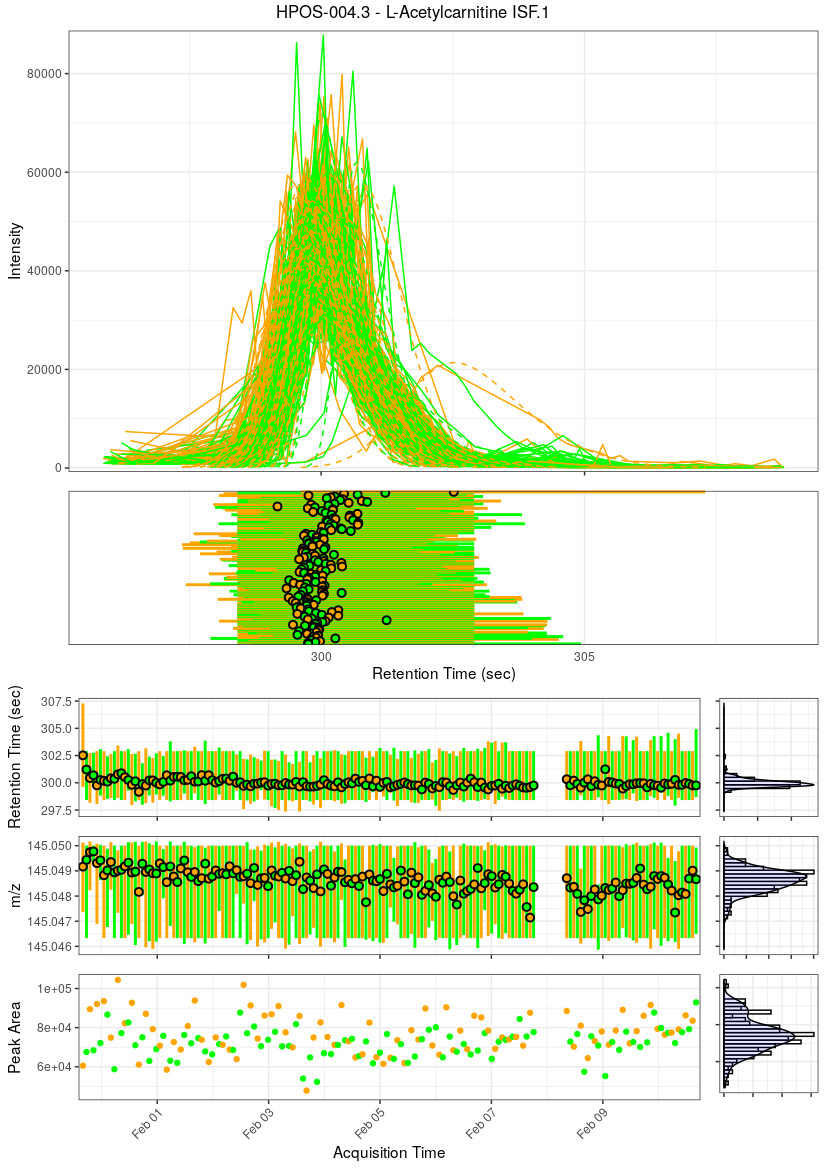 HPOS-004.3 - L-Acetylcarnitine ISF.1
80000
60000
40000
20000
0
Intensity
300
305
Retention Time (sec)
307.5
305.0
302.5
300.0
297.5
Retention Time (sec)
145.050
145.049
145.048
145.047
145.046
m/z
1e+05
8e+04
6e+04
Peak Area
Feb 01
Feb 03
Feb 05
Feb 07
Feb 09
Acquisition Time